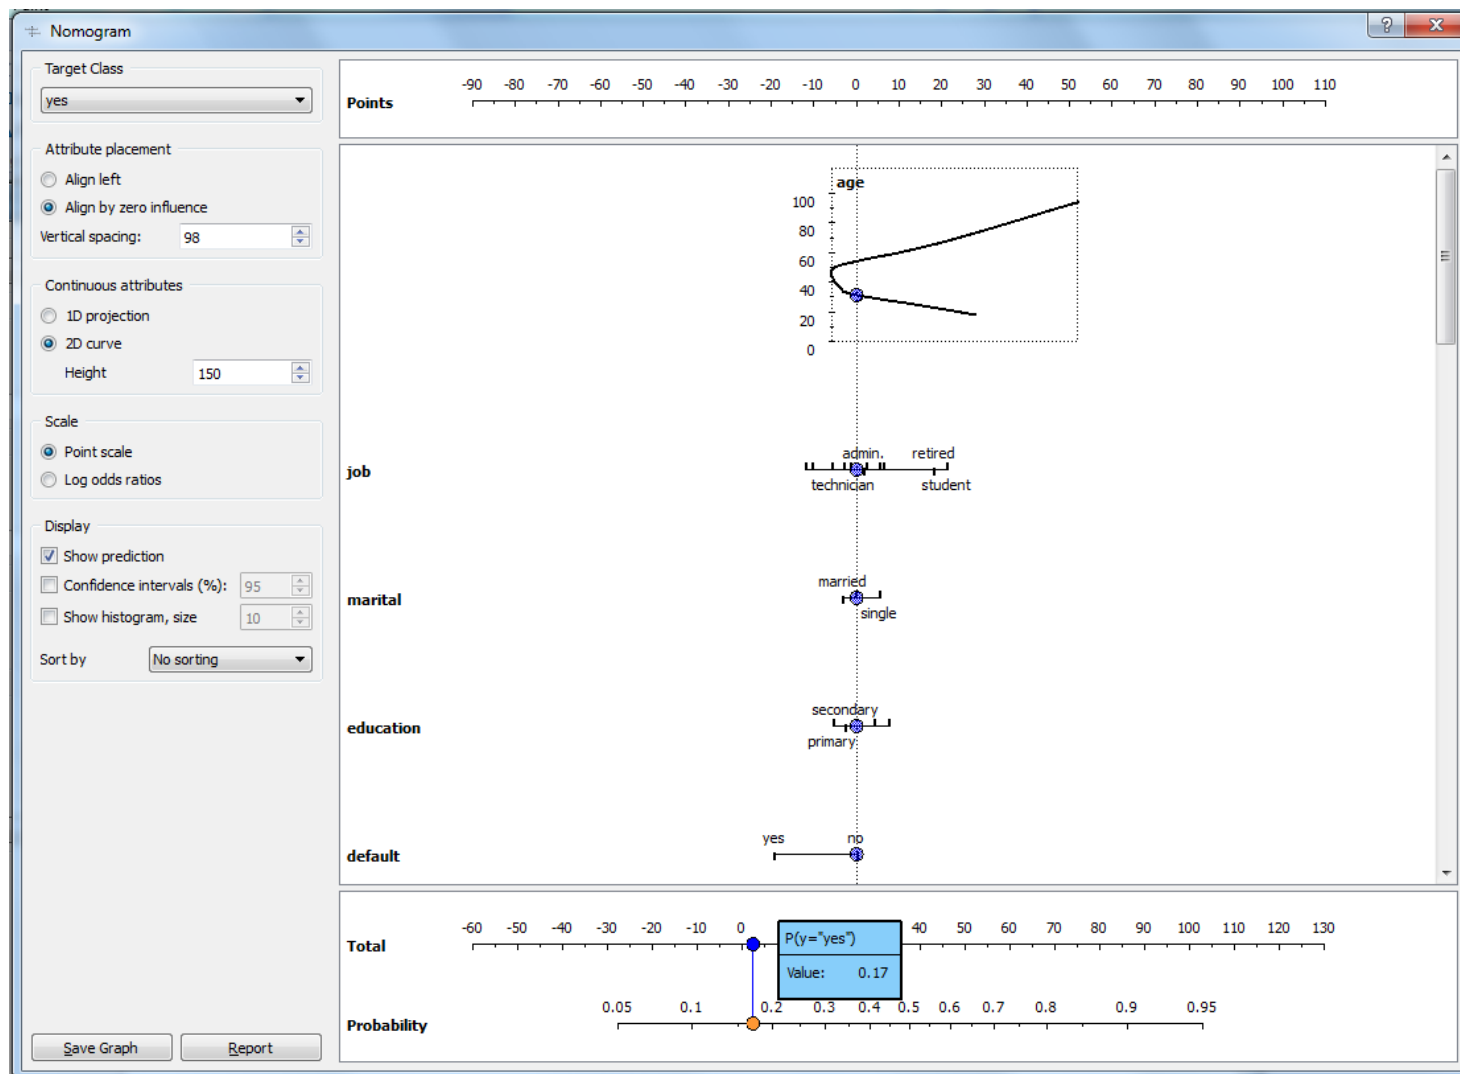 Nomogram
Target Class
yes
Attribute placement
Align left
Align by zero influence
Vertical spacing: 98
Continuous attributes
1D projection
2D curve
Height 150
Scale
Point scale
Log odds ratios
Display
Show prediction
Confidence intervals (%): 95
Show histogram, size 10
Sort by No sorting
Save Graph Report
-90 -80 -70 -60 -50 -40 -30 -20 -10 0 10 20 30 40 50 60 70 80 90 100 110
Points
age
100
80
60
40
20
0
admin. retired
job
technician student
married
marital
single
secondary
education
primary
yes no
default
-60 -50 -40 -30 -20 -10 0 40 50 60 70 80 90 100 110 120 130
Total
P(y="yes")
Value: 0.17
0.05 0.1 0.2 0.3 0.4 0.5 0.6 0.7 0.8 0.9 0.95
Probability